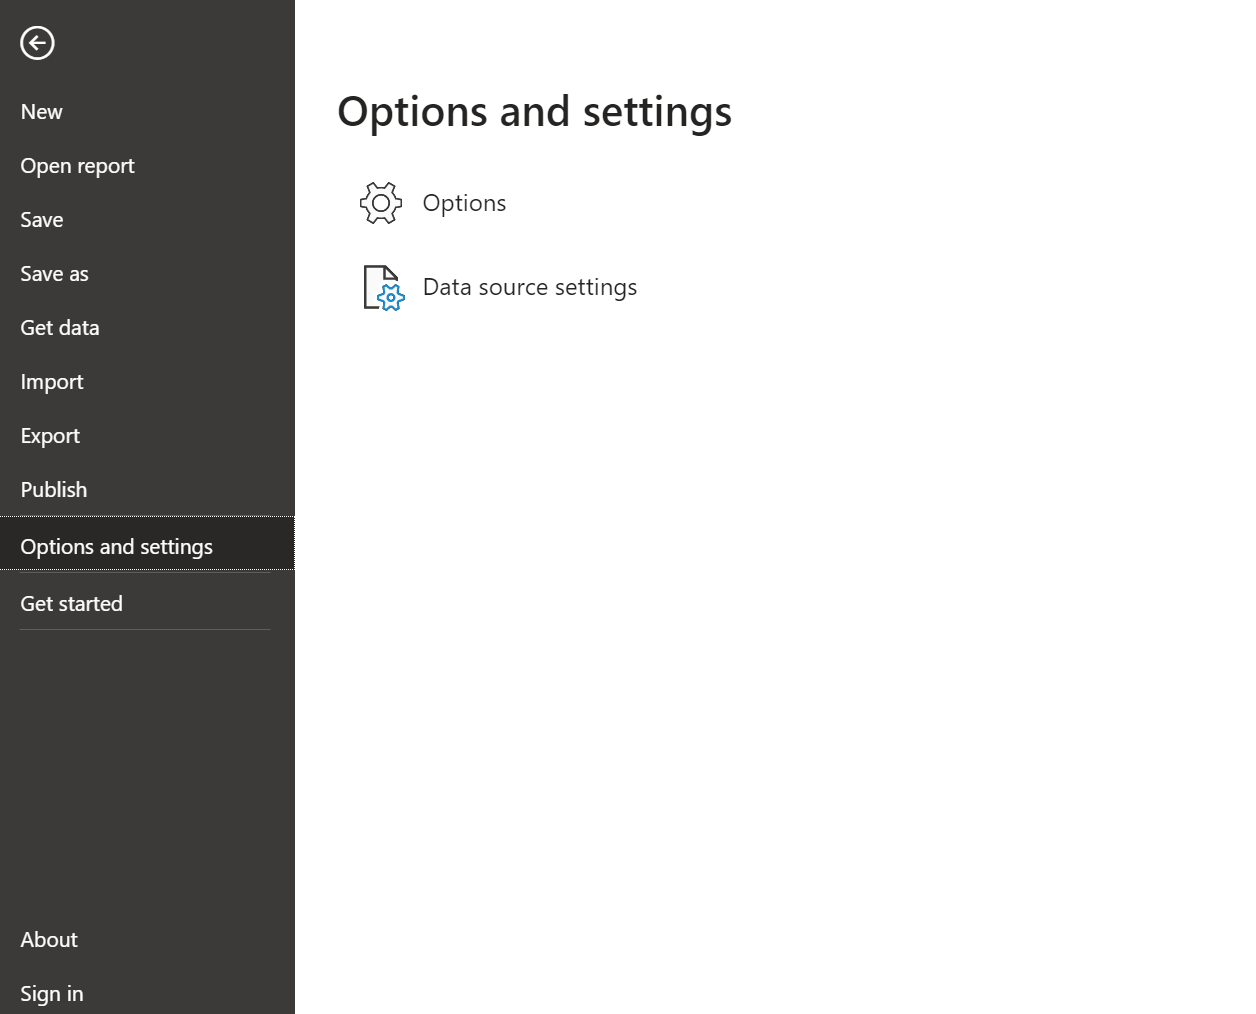 New
Open report
Save
Save as
Get data
Import
Export
Publish
Options and settings
Get started
About
Sign in
Options and settings
Options
Data source settings